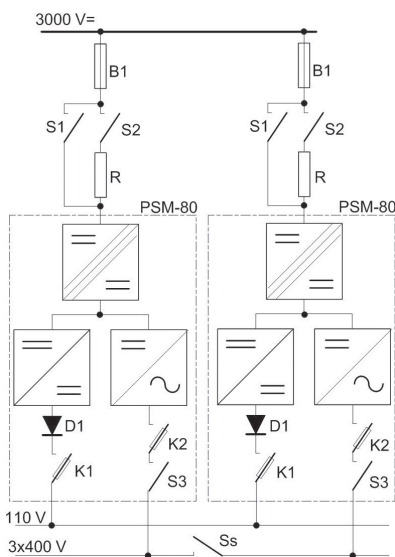 3000 V=
B1 B1
S1 S2 S1 S2
R R
PSM-80 PSM-80
D1 D1
K2 K2
K1 S3 K1 S3
110 V
3x400 V Ss